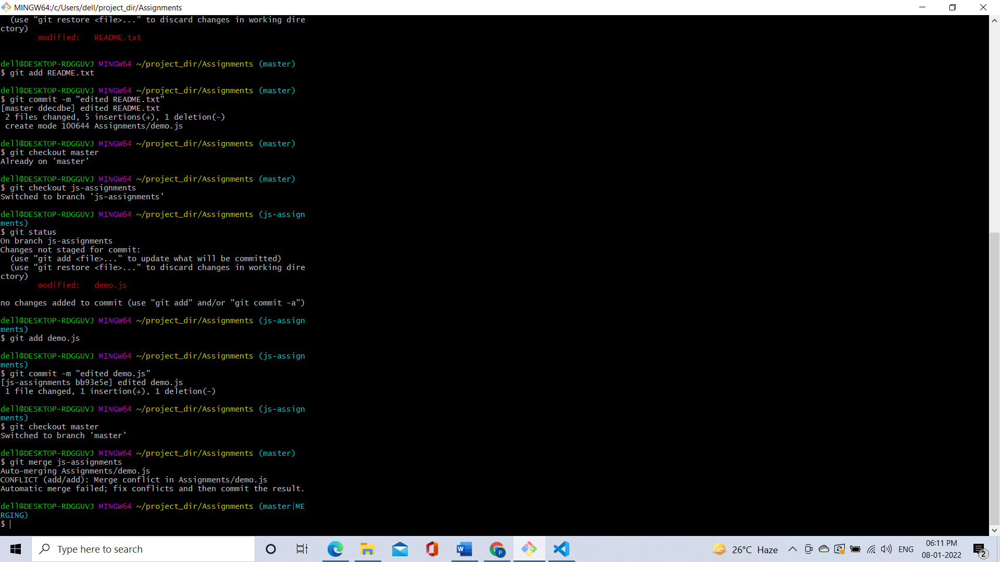 MINGW64:/c/Users/dell/project_dir/Assignments
  (use "git restore <file>..." to discard changes in working dire
ctory)
        modified:   README.txt
dell@DESKTOP-RDGGUVJ MINGW64 ~/project_dir/Assignments (master)
$ git add README.txt
dell@DESKTOP-RDGGUVJ MINGW64 ~/project_dir/Assignments (master)
$ git commit -m "edited README.txt"
[master ddecdbe] edited README.txt
 2 files changed, 5 insertions(+), 1 deletion(-)
 create mode 100644 Assignments/demo.js
dell@DESKTOP-RDGGUVJ MINGW64 ~/project_dir/Assignments (master)
$ git checkout master
Already on 'master'
dell@DESKTOP-RDGGUVJ MINGW64 ~/project_dir/Assignments (master)
$ git checkout js-assignments
Switched to branch 'js-assignments'
dell@DESKTOP-RDGGUVJ MINGW64 ~/project_dir/Assignments (js-assign
ments)
$ git status
On branch js-assignments
Changes not staged for commit:
  (use "git add <file>..." to update what will be committed)
  (use "git restore <file>..." to discard changes in working dire
ctory)
        modified:   demo.js
no changes added to commit (use "git add" and/or "git commit -a")
dell@DESKTOP-RDGGUVJ MINGW64 ~/project_dir/Assignments (js-assign
ments)
$ git add demo.js
dell@DESKTOP-RDGGUVJ MINGW64 ~/project_dir/Assignments (js-assign
ments)
$ git commit -m "edited demo.js"
[js-assignments bb93e5e] edited demo.js
 1 file changed, 1 insertion(+), 1 deletion(-)
dell@DESKTOP-RDGGUVJ MINGW64 ~/project_dir/Assignments (js-assign
ments)
$ git checkout master
Switched to branch 'master'
dell@DESKTOP-RDGGUVJ MINGW64 ~/project_dir/Assignments (master)
$ git merge js-assignments
Auto-merging Assignments/demo.js
CONFLICT (add/add): Merge conflict in Assignments/demo.js
Automatic merge failed; fix conflicts and then commit the result.
dell@DESKTOP-RDGGUVJ MINGW64 ~/project_dir/Assignments (master|ME
RGING)
$
Type here to search
26°C Haze
ENG
06:11 PM
08-01-2022
2